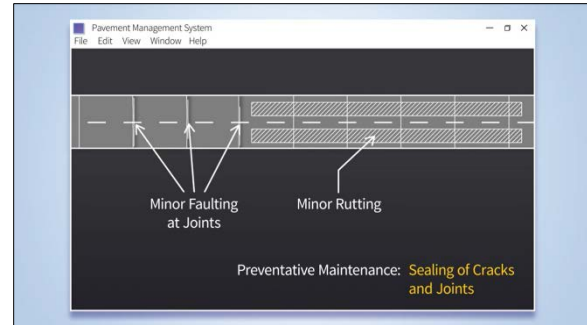 Pavement Management System
File Edit View Window Help
Minor Faulting
at Joints
Minor Rutting
Preventative Maintenance: Sealing of Cracks
and Joints